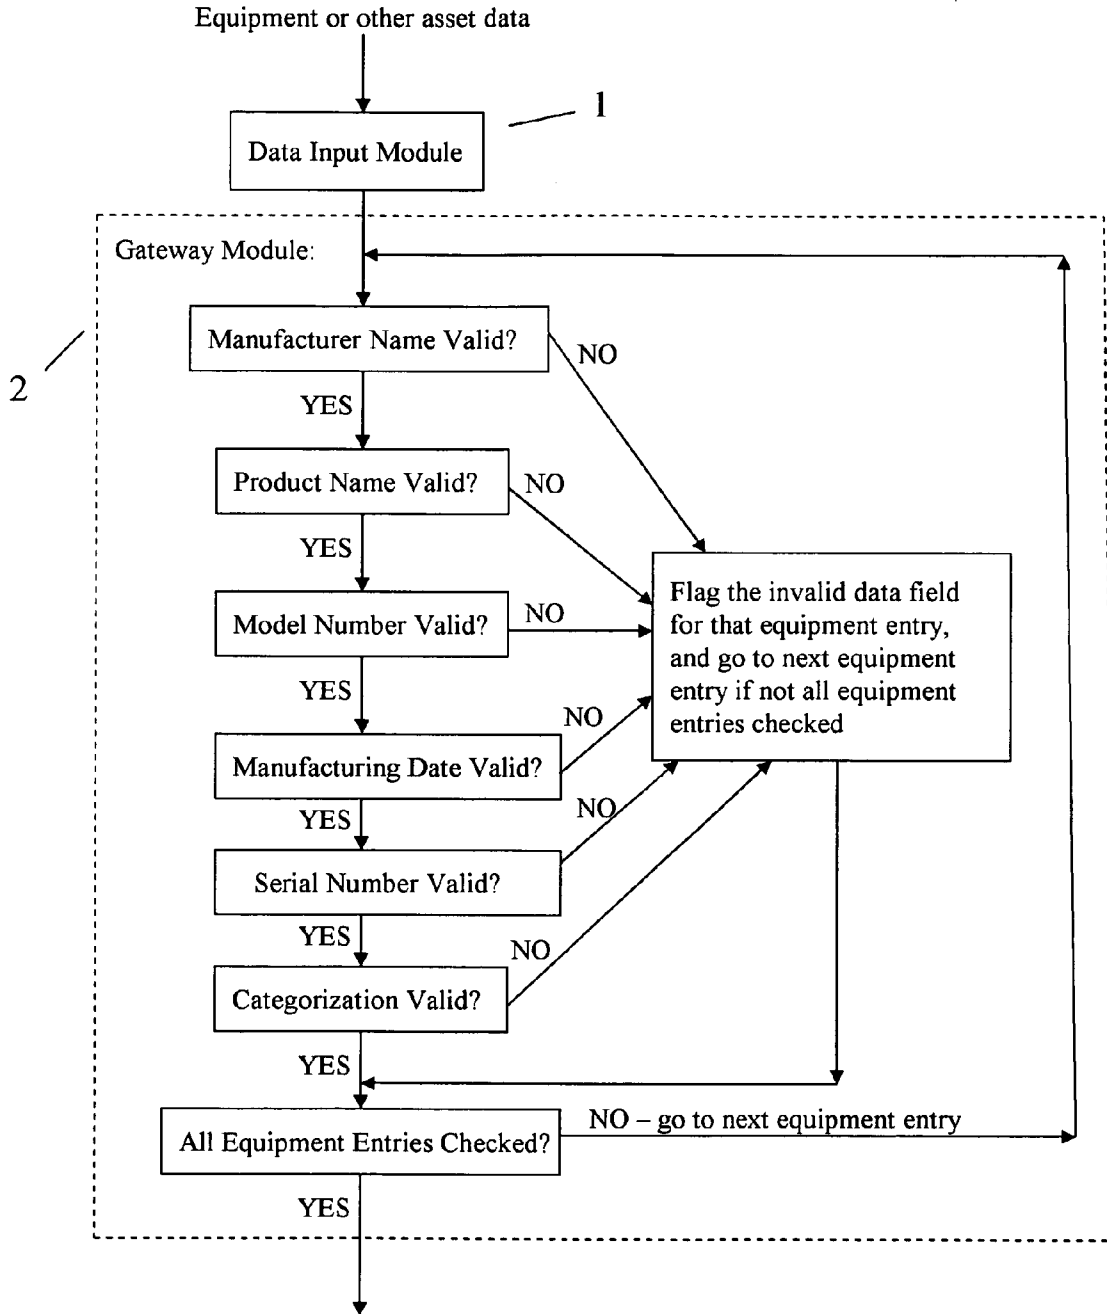 Equipment or other asset data
1
Data Input Module
Gateway Module:
2
Manufacturer Name Valid?
NO
YES
Product Name Valid?
NO
YES
Model Number Valid?
NO
YES
Flag the invalid data field
for that equipment entry,
and go to next equipment
entry if not all equipment
entries checked
Manufacturing Date Valid?
NO
YES
Serial Number Valid?
NO
YES
Categorization Valid?
NO
YES
All Equipment Entries Checked?
NO – go to next equipment entry
YES